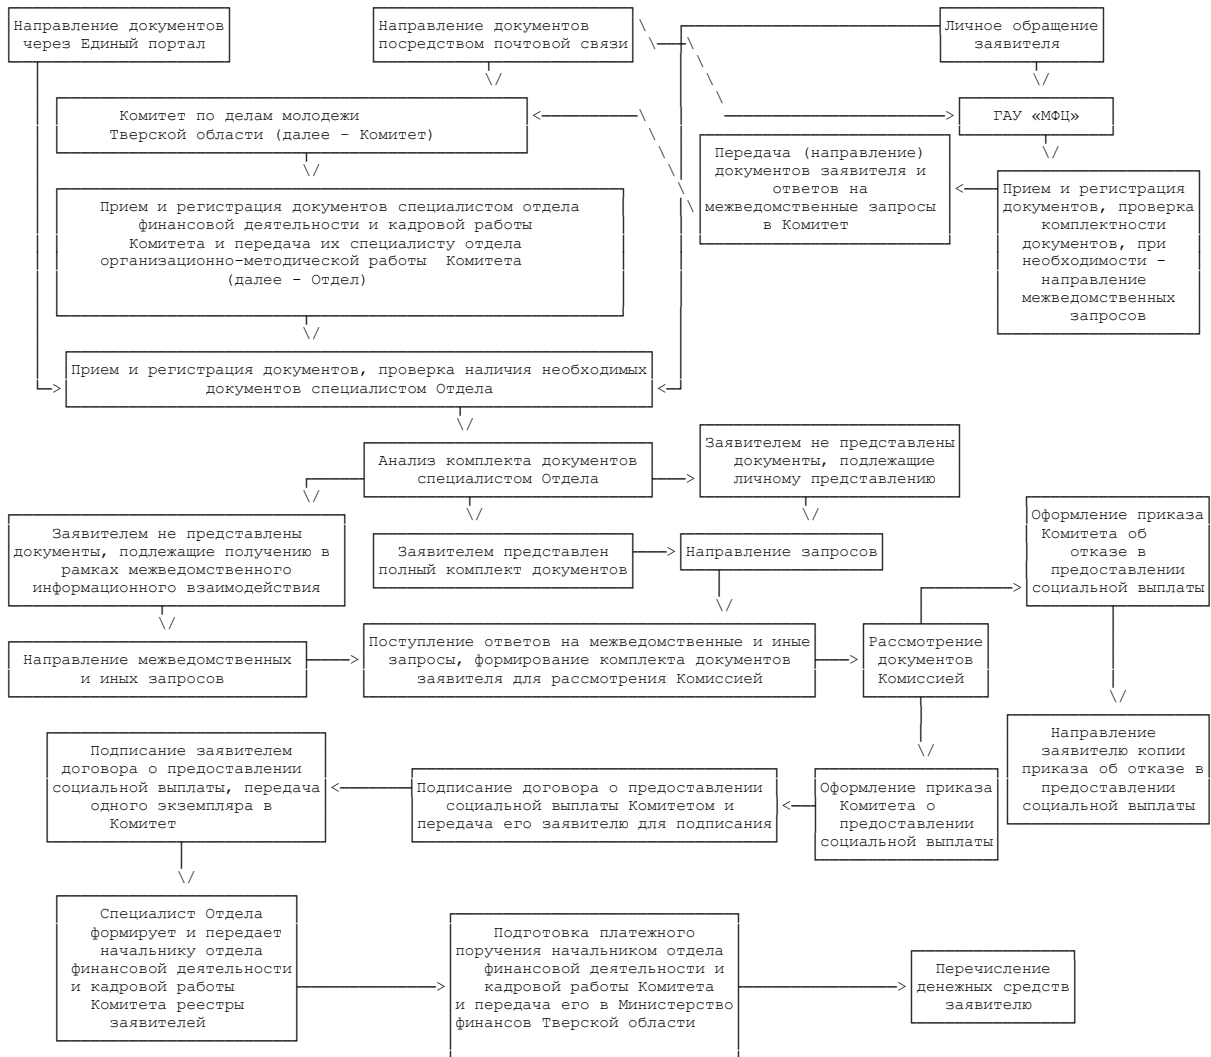 Направление документов
через Единый портал
Направление документов
посредством почтовой связи
Личное обращение
заявителя
Комитет по делам молодежи
Тверской области (далее - Комитет)
ГАУ «МФЦ»
Передача (направление)
документов заявителя и
ответов на
межведомственные запросы
в Комитет
Прием и регистрация
документов, проверка
комплектности
документов, при
необходимости -
направление
межведомственных
запросов
Прием и регистрация документов специалистом отдела
финансовой деятельности и кадровой работы
Комитета и передача их специалисту отдела
организационно-методической работы Комитета
(далее - Отдел)
Прием и регистрация документов, проверка наличия необходимых
документов специалистом Отдела
Анализ комплекта документов
специалистом Отдела
Заявителем не представлены
документы, подлежащие
личному представлению
Заявителем не представлены
документы, подлежащие получению в
рамках межведомственного
информационного взаимодействия
Заявителем представлен
полный комплект документов
Направление запросов
Оформление приказа
Комитета об
отказе в
предоставлении
социальной выплаты
Направление межведомственных
и иных запросов
Поступление ответов на межведомственные и иные
запросы, формирование комплекта документов
заявителя для рассмотрения Комиссией
Рассмотрение
документов
Комиссией
Направление
заявителю копии
приказа об отказе в
предоставлении
социальной выплаты
Подписание заявителем
договора о предоставлении
социальной выплаты, передача
одного экземпляра в
Комитет
Подписание договора о предоставлении
социальной выплаты Комитетом и
передача его заявителю для подписания
Оформление приказа
Комитета о
предоставлении
социальной выплаты
Специалист Отдела
формирует и передает
начальнику отдела
финансовой деятельности
и кадровой работы
Комитета реестры
заявителей
Подготовка платежного
поручения начальником отдела
финансовой деятельности и
кадровой работы Комитета
и передача его в Министерство
финансов Тверской области
Перечисление
денежных средств
заявителю